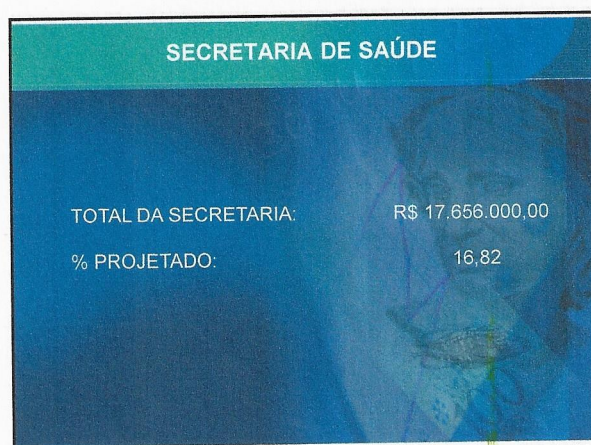 SECRETARIA DE SAÚDE
TOTAL DA SECRETARIA: R$ 17.656.000,00
% PROJETADO: 16,82